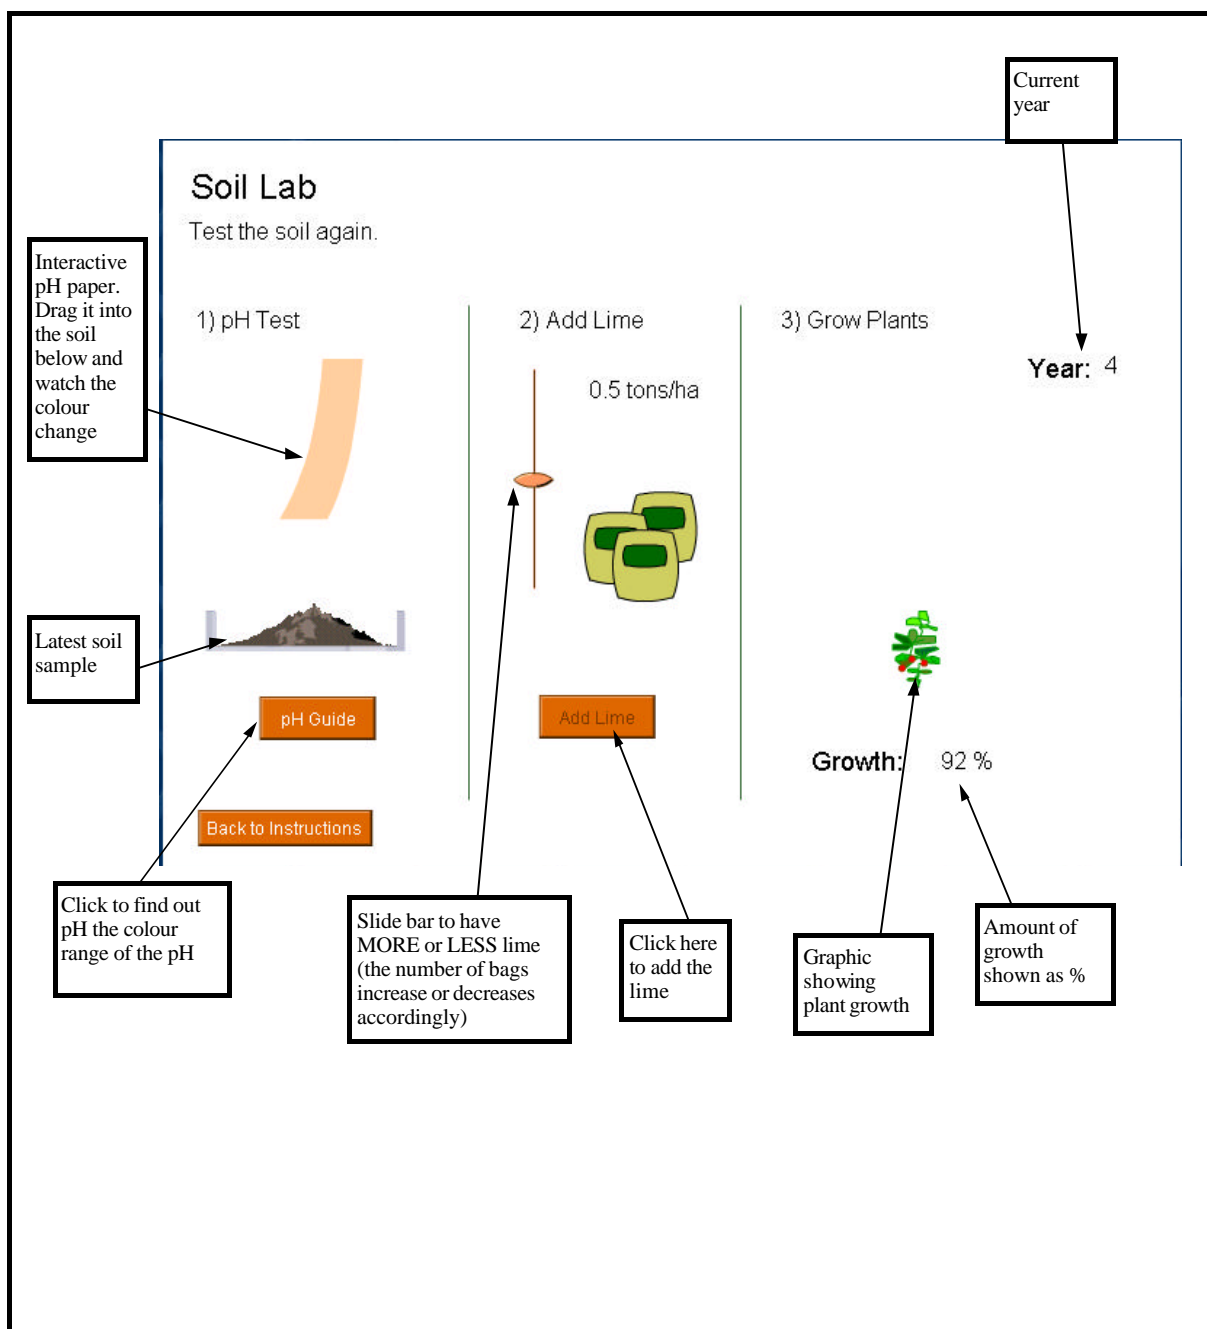 Current
year
Soil Lab
Test the soil again.
Interactive
pH paper.
Drag it into
the soil
below and
watch the
colour
change
1) pH Test
2) Add Lime
3) Grow Plants
Year: 4
0.5 tons/ha
Latest soil
sample
pH Guide
Add Lime
Growth: 92 %
Back to Instructions
Click to find out
pH the colour
range of the pH
Slide bar to have
MORE or LESS lime
(the number of bags
increase or decreases
accordingly)
Click here
to add the
lime
Graphic
showing
plant growth
Amount of
growth
shown as %